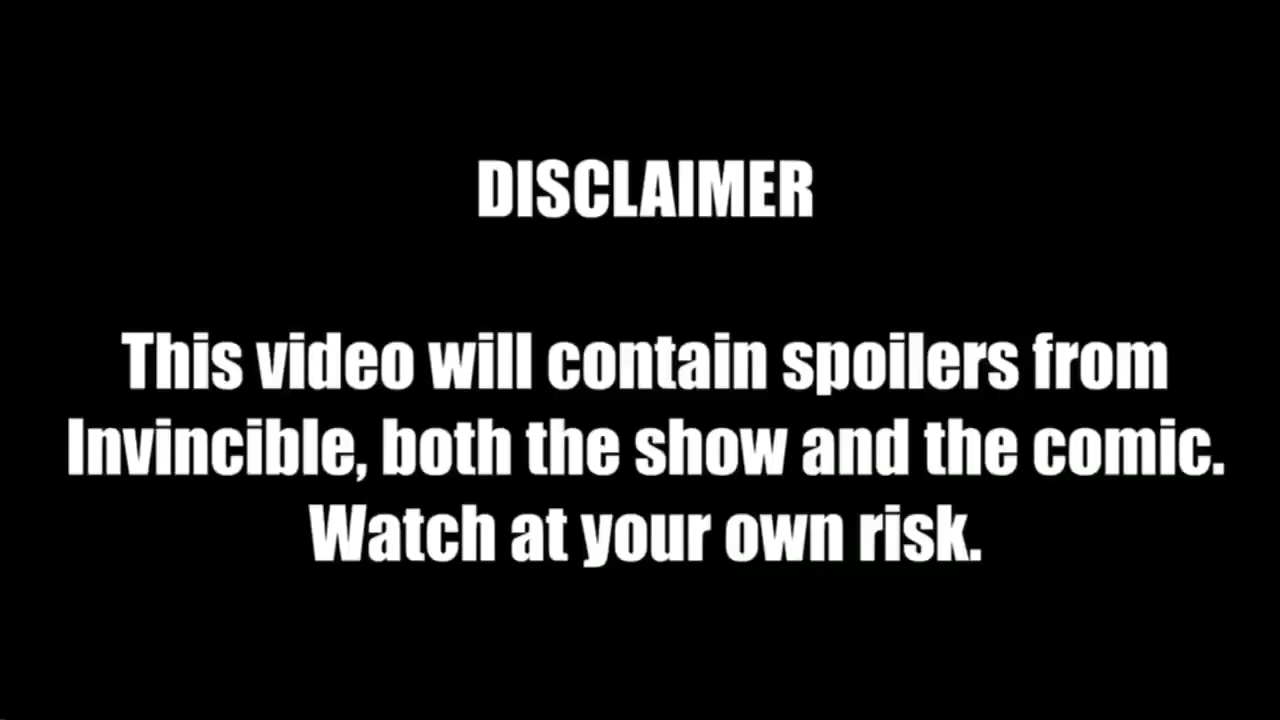 DISCLAIMER
This video will contain spoilers from
Invincible, both the show and the comic.
Watch at your own risk.